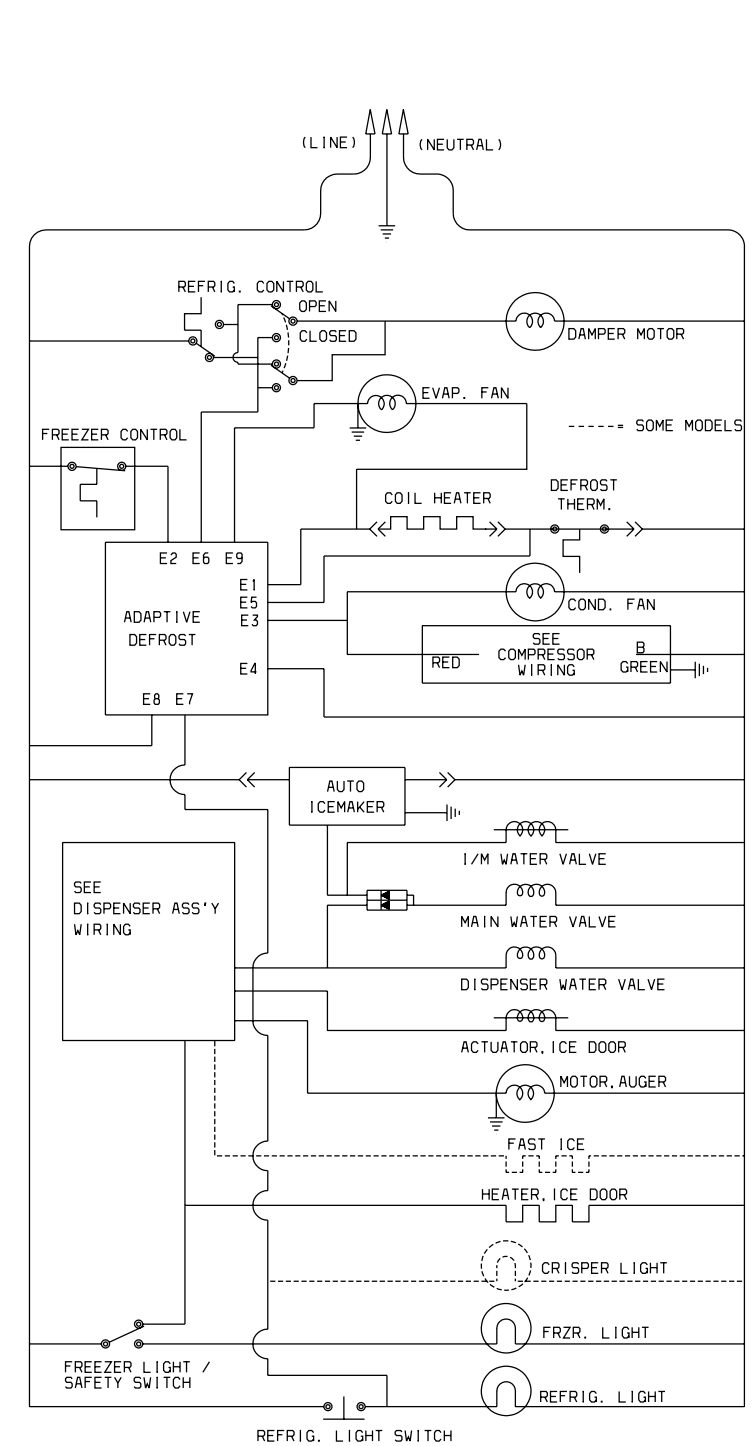 (LINE)
(NEUTRAL)
REFRIG. CONTROL
OPEN
CLOSED
DAMPER MOTOR
EVAP. FAN
-----= SOME MODELS
FREEZER CONTROL
COIL HEATER
DEFROST
THERM.
E2 E6 E9
E1
E5
E3
E4
ADAPTIVE
DEFROST
E8 E7
COND. FAN
SEE
COMPRESSOR
WIRING
RED
B
GREEN
AUTO
ICEMAKER
I/M WATER VALVE
SEE
DISPENSER ASS'Y
WIRING
MAIN WATER VALVE
DISPENSER WATER VALVE
ACTUATOR, ICE DOOR
MOTOR, AUGER
FAST ICE
HEATER, ICE DOOR
CRISPER LIGHT
FRZR. LIGHT
FREEZER LIGHT /
SAFETY SWITCH
REFRIG. LIGHT
REFRIG. LIGHT SWITCH